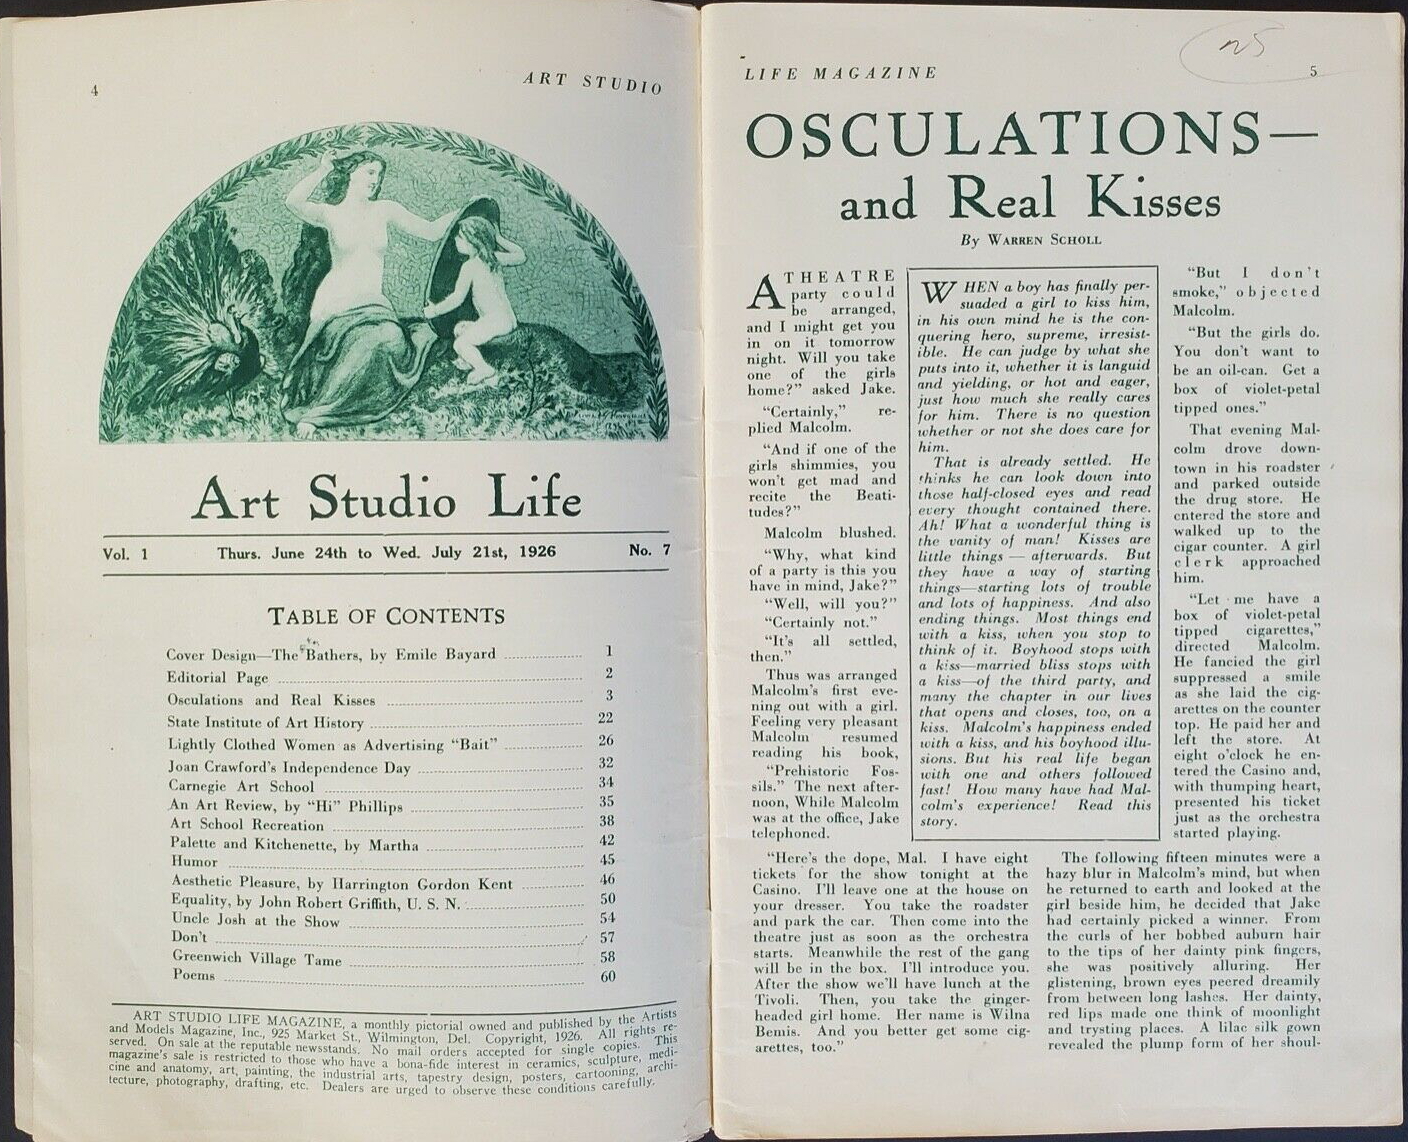 4
ART STUDIO
Art Studio Life
Vol. 1 Thurs. June 24th to Wed. July 21st, 1926 No. 7
TABLE OF CONTENTS
Cover Design—The Bathers, by Emile Bayard 1
Editorial Page 2
Osculations and Real Kisses 3
State Institute of Art History 22
Lightly Clothed Women as Advertising "Bait" 26
Joan Crawford's Independence Day 32
Carnegie Art School 34
An Art Review, by "Hi" Phillips 35
Art School Recreation 38
Palette and Kitchenette, by Martha 42
Humor 45
Aesthetic Pleasure, by Harrington Gordon Kent 46
Equality, by John Robert Griffith, U. S. N. 50
Uncle Josh at the Show 54
Don't 57
Greenwich Village Tame 58
Poems 60
ART STUDIO LIFE MAGAZINE, a monthly pictorial owned and published by the Artists
and Models Magazine, Inc., 925 Market St., Wilmington, Del. Copyright, 1926. All rights re-
served. On sale at the reputable newsstands. No mail orders accepted for single copies. This
magazine's sale is restricted to those who have a bona-fide interest in ceramics, sculpture, medi-
cine and anatomy, art, painting, the industrial arts, tapestry design, posters, cartooning, archi-
tecture, photography, drafting, etc. Dealers are urged to observe these conditions carefully.
LIFE MAGAZINE
5
OSCULATIONS—
and Real Kisses
By WARREN SCHOLL
A THEATRE
party could
be arranged,
and I might get you
in on it tomorrow
night. Will you take
one of the girls
home?" asked Jake.
"Certainly," re-
plied Malcolm.
"And if one of the
girls shimmies, you
won't get mad and
recite the Beati-
tudes?"
Malcolm blushed.
"Why, what kind
of a party is this you
have in mind, Jake?"
"Well, will you?"
"Certainly not."
"It's all settled,
then."
Thus was arranged
Malcolm's first eve-
ning out with a girl.
Feeling very pleasant
Malcolm resumed
reading his book,
"Prehistoric Fos-
sils." The next after-
noon, While Malcolm
was at the office, Jake
telephoned.
WHEN a boy has finally per-
suaded a girl to kiss him,
in his own mind he is the con-
quering hero, supreme, irresist-
ible. He can judge by what she
puts into it, whether it is languid
and yielding, or hot and eager,
just how much she really cares
for him. There is no question
whether or not she does care for
him.
That is already settled. He
thinks he can look down into
those half-closed eyes and read
every thought contained there.
Ah! What a wonderful thing is
the vanity of man! Kisses are
little things — afterwards. But
they have a way of starting
things—starting lots of trouble
and lots of happiness. And also
ending things. Most things end
with a kiss, when you stop to
think of it. Boyhood stops with
a kiss—married bliss stops with
a kiss—of the third party, and
many the chapter in our lives
that opens and closes, too, on a
kiss. Malcolm's happiness ended
with a kiss, and his boyhood illu-
sions. But his real life began
with one and others followed
fast! How many have had Mal-
colm's experience! Read this
story.
"But I don't
smoke," objected
Malcolm.
"But the girls do.
You don't want to
be an oil-can. Get a
box of violet-petal
tipped ones."
That evening Mal-
colm drove down-
town in his roadster
and parked outside
the drug store. He
entered the store and
walked up to the
cigar counter. A girl
clerk approached
him.
"Let me have a
box of violet-petal
tipped cigarettes,"
directed Malcolm.
He fancied the girl
suppressed a smile
as she laid the cig-
arettes on the counter
top. He paid her and
left the store. At
eight o'clock he en-
tered the Casino and,
with thumping heart,
presented his ticket
just as the orchestra
started playing.
"Here's the dope, Mal. I have eight
tickets for the show tonight at the
Casino. I'll leave one at the house on
your dresser. You take the roadster
and park the car. Then come into the
theatre just as soon as the orchestra
starts. Meanwhile the rest of the gang
will be in the box. I'll introduce you.
After the show we'll have lunch at the
Tivoli. Then, you take the ginger-
headed girl home. Her name is Wilna
Bemis. And you better get some cig-
arettes, too."
The following fifteen minutes were a
hazy blur in Malcolm's mind, but when
he returned to earth and looked at the
girl beside him, he decided that Jake
had certainly picked a winner. From
the curls of her bobbed auburn hair
to the tips of her dainty pink fingers,
she was positively alluring. Her
glistening, brown eyes peered dreamily
from between long lashes. Her dainty,
red lips made one think of moonlight
and trysting places. A lilac silk gown
revealed the plump form of her shoul-